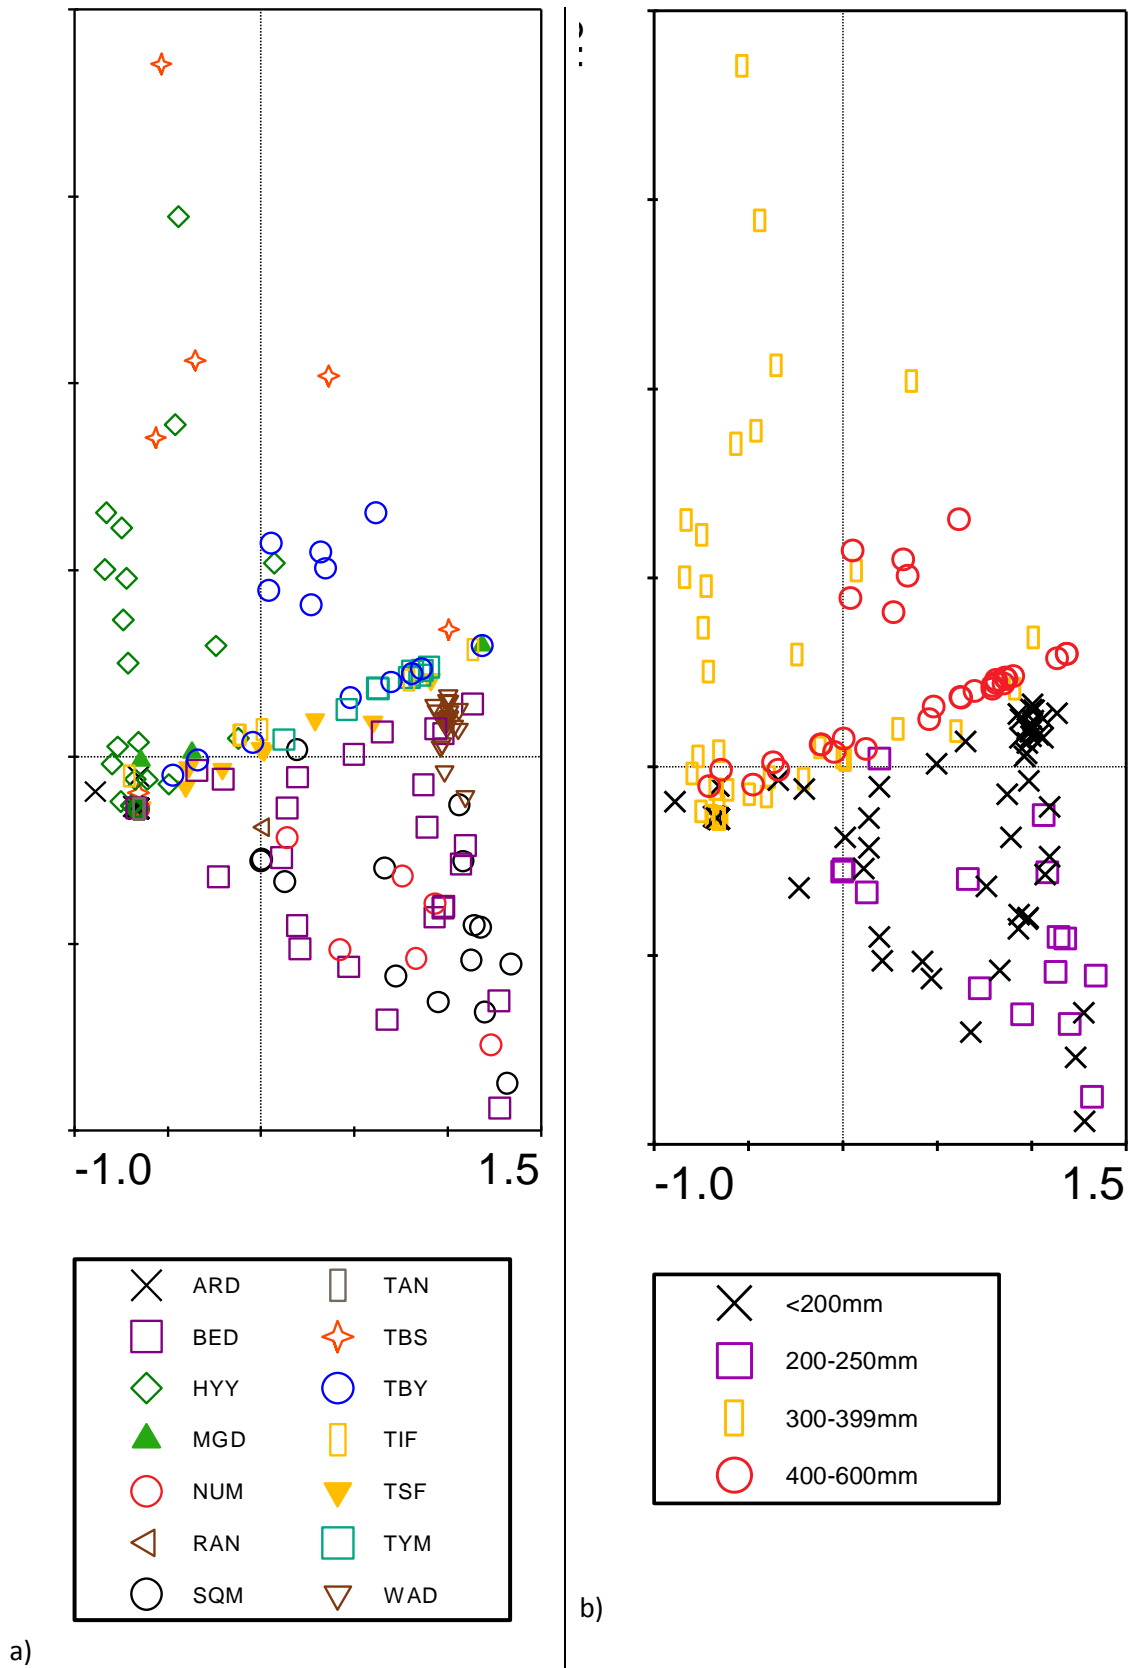 -1.0 1.5
ARD TAN
BED TBS
HYY TBY
MGD TIF
NUM TSF
RAN TYM
SQM WAD
a)
-1.0 1.5
<200mm
200-250mm
300-399mm
400-600mm
b)